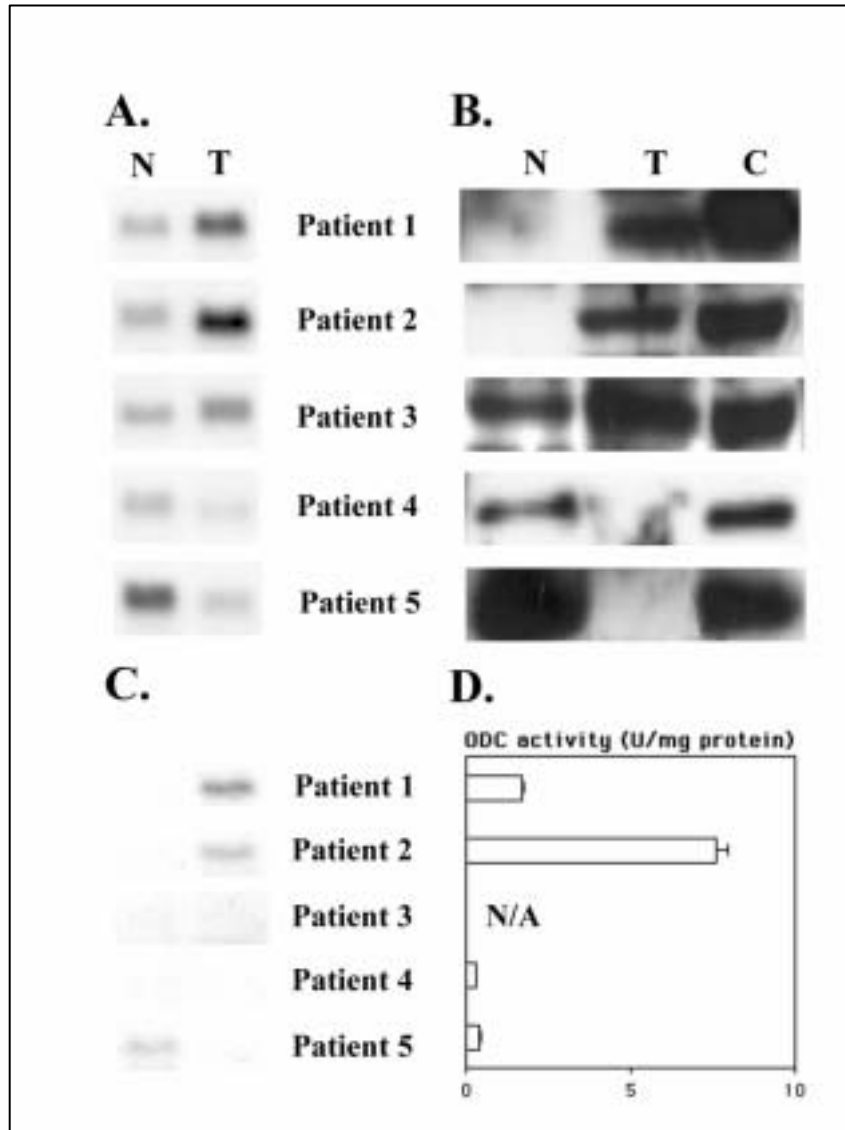 A.
B.
N T
N T C
Patient 1
Patient 2
Patient 3
Patient 4
Patient 5
C.
D.
ODC activity (U/mg protein)
Patient 1
Patient 2
Patient 3
N/A
Patient 4
Patient 5
0 5 10